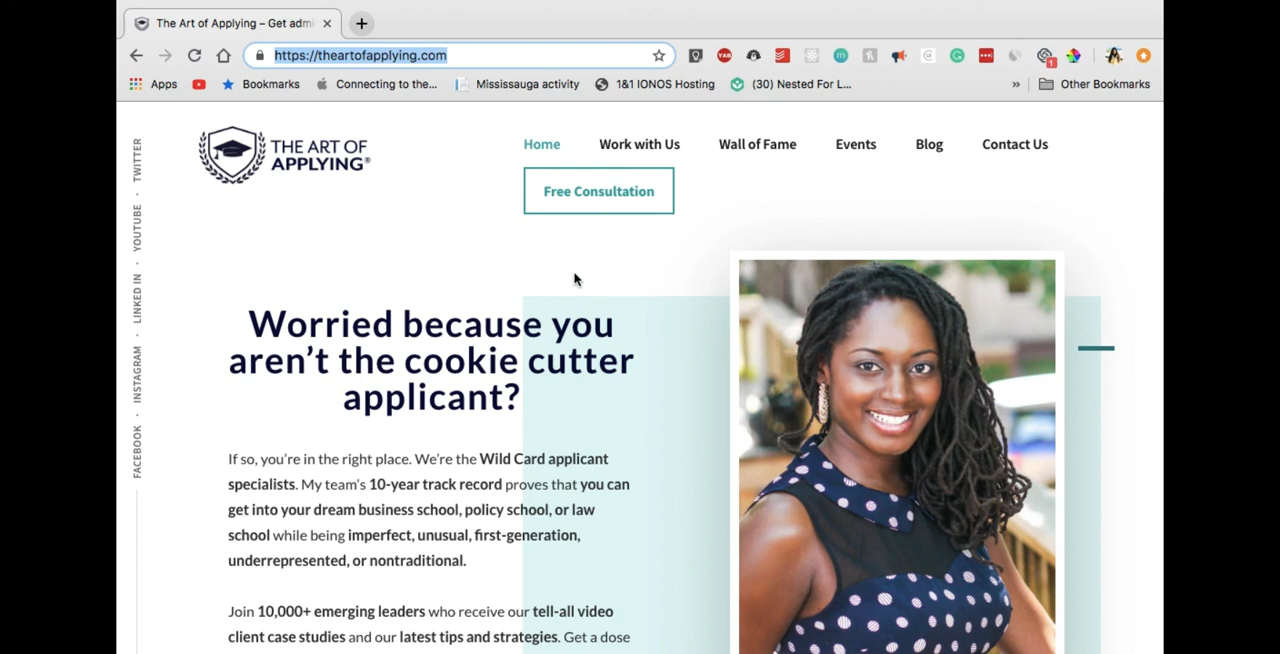 The Art of Applying – Get admi
https://theartofapplying.com
YAB
1
Apps
Bookmarks
Connecting to the...
Mississauga activity
1&1 IONOS Hosting
(30) Nested For L...
»
Other Bookmarks
THE ART OF
APPLYING®
Home
Work with Us
Wall of Fame
Events
Blog
Contact Us
Free Consultation
FACEBOOK · INSTAGRAM · LINKED IN · YOUTUBE · TWITTER
Worried because you
aren’t the cookie cutter
applicant?
If so, you’re in the right place. We’re the Wild Card applicant
specialists. My team’s 10-year track record proves that you can
get into your dream business school, policy school, or law
school while being imperfect, unusual, first-generation,
underrepresented, or nontraditional.
Join 10,000+ emerging leaders who receive our tell-all video
client case studies and our latest tips and strategies. Get a dose